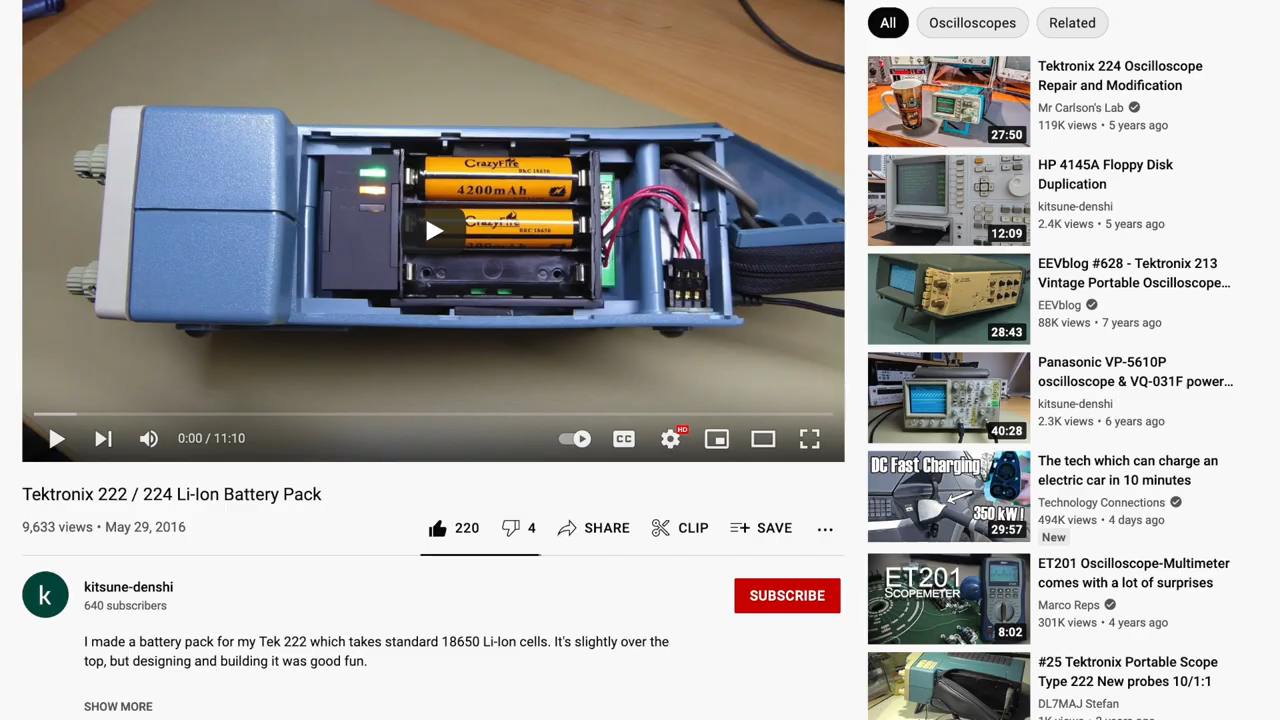 CrazyFire
BRC 18650
4200mAh
CrazyFire
BRC 18650
0:00 / 11:10
CC
HD
Tektronix 222 / 224 Li-Ion Battery Pack
9,633 views • May 29, 2016
220
4
SHARE
CLIP
SAVE
k
kitsune-denshi
640 subscribers
SUBSCRIBE
I made a battery pack for my Tek 222 which takes standard 18650 Li-Ion cells. It's slightly over the
top, but designing and building it was good fun.
SHOW MORE
All
Oscilloscopes
Related
27:50
Tektronix 224 Oscilloscope
Repair and Modification
Mr Carlson's Lab
119K views • 5 years ago
12:09
HP 4145A Floppy Disk
Duplication
kitsune-denshi
2.4K views • 5 years ago
28:43
EEVblog #628 - Tektronix 213
Vintage Portable Oscilloscope…
EEVblog
88K views • 7 years ago
40:28
Panasonic VP-5610P
oscilloscope & VQ-031F power…
kitsune-denshi
2.3K views • 6 years ago
DC Fast Charging
350 kW!
29:57
The tech which can charge an
electric car in 10 minutes
Technology Connections
494K views • 4 days ago
New
ET201
SCOPEMETER
8:02
ET201 Oscilloscope-Multimeter
comes with a lot of surprises
Marco Reps
301K views • 4 years ago
#25 Tektronix Portable Scope
Type 222 New probes 10/1:1
DL7MAJ Stefan